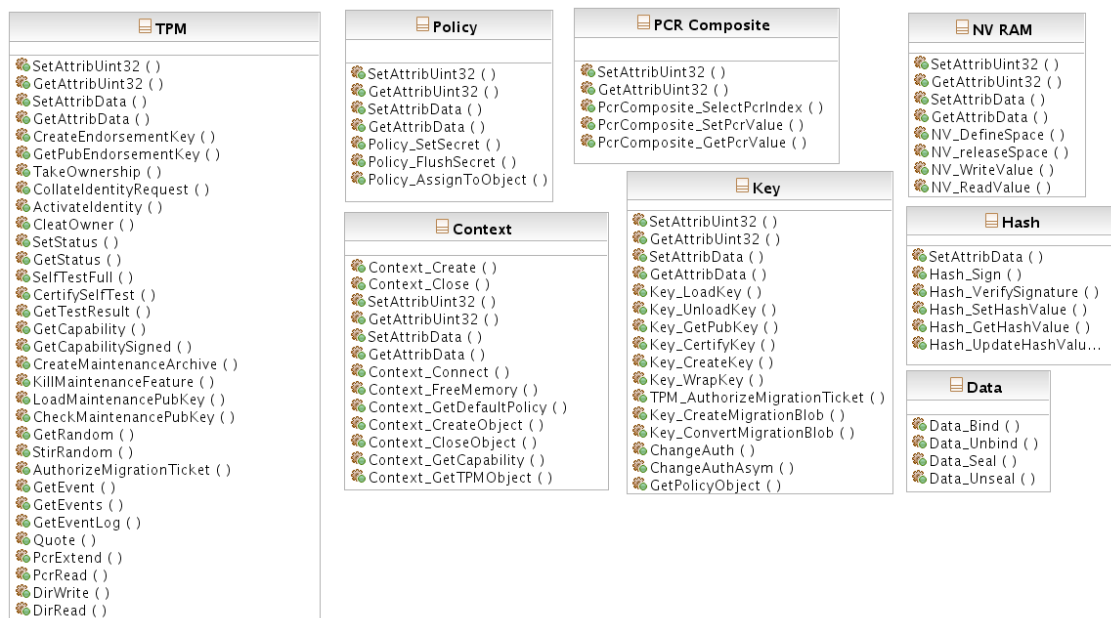 TPM
SetAttribUint32 ( )
GetAttribUint32 ( )
SetAttribData ( )
GetAttribData ( )
CreateEndorsementKey ( )
GetPubEndorsementKey ( )
TakeOwnership ( )
CollateIdentityRequest ( )
ActivateIdentity ( )
CleatOwner ( )
SetStatus ( )
GetStatus ( )
SelfTestFull ( )
CertifySelfTest ( )
GetTestResult ( )
GetCapability ( )
GetCapabilitySigned ( )
CreateMaintenanceArchive ( )
KillMaintenanceFeature ( )
LoadMaintenancePubKey ( )
CheckMaintenancePubKey ( )
GetRandom ( )
StirRandom ( )
AuthorizeMigrationTicket ( )
GetEvent ( )
GetEvents ( )
GetEventLog ( )
Quote ( )
PcrExtend ( )
PcrRead ( )
DirWrite ( )
DirRead ( )
Policy
SetAttribUint32 ( )
GetAttribUint32 ( )
SetAttribData ( )
GetAttribData ( )
Policy_SetSecret ( )
Policy_FlushSecret ( )
Policy_AssignToObject ( )
Context
Context_Create ( )
Context_Close ( )
SetAttribUint32 ( )
GetAttribUint32 ( )
SetAttribData ( )
GetAttribData ( )
Context_Connect ( )
Context_FreeMemory ( )
Context_GetDefaultPolicy ( )
Context_CreateObject ( )
Context_CloseObject ( )
Context_GetCapability ( )
Context_GetTPMObject ( )
PCR Composite
SetAttribUint32 ( )
GetAttribUint32 ( )
PcrComposite_SelectPcrIndex ( )
PcrComposite_SetPcrValue ( )
PcrComposite_GetPcrValue ( )
Key
SetAttribUint32 ( )
GetAttribUint32 ( )
SetAttribData ( )
GetAttribData ( )
Key_LoadKey ( )
Key_UnloadKey ( )
Key_GetPubKey ( )
Key_CertifyKey ( )
Key_CreateKey ( )
Key_WrapKey ( )
TPM_AuthorizeMigrationTicket ( )
Key_CreateMigrationBlob ( )
Key_ConvertMigrationBlob ( )
ChangeAuth ( )
ChangeAuthAsym ( )
GetPolicyObject ( )
NV RAM
SetAttribUint32 ( )
GetAttribUint32 ( )
SetAttribData ( )
GetAttribData ( )
NV_DefineSpace ( )
NV_releaseSpace ( )
NV_WriteValue ( )
NV_ReadValue ( )
Hash
SetAttribData ( )
Hash_Sign ( )
Hash_VerifySignature ( )
Hash_SetHashValue ( )
Hash_GetHashValue ( )
Hash_UpdateHashValu...
Data
Data_Bind ( )
Data_Unbind ( )
Data_Seal ( )
Data_Unseal ( )